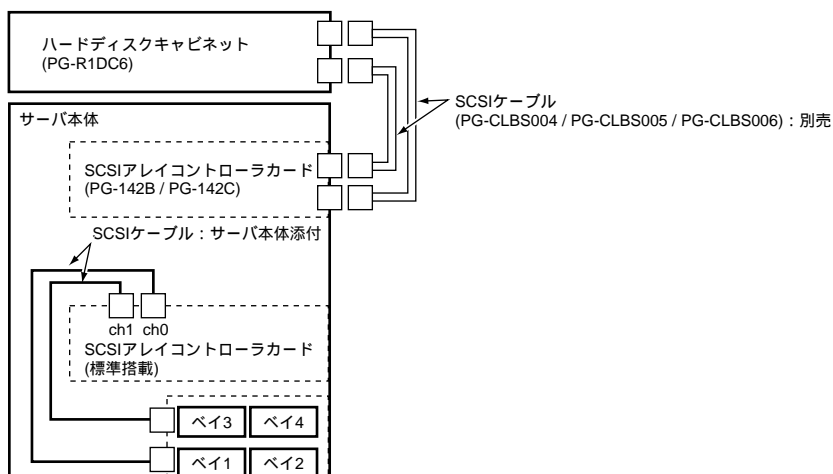 ハードディスクキャビネット
(PG-R1DC6)
SCSIケーブル
(PG-CLBS004 / PG-CLBS005 / PG-CLBS006)：別売
サーバ本体
SCSIアレイコントローラカード
(PG-142B / PG-142C)
SCSIケーブル：サーバ本体添付
ch1 ch0
SCSIアレイコントローラカード
(標準搭載)
ベイ3 ベイ4
ベイ1 ベイ2